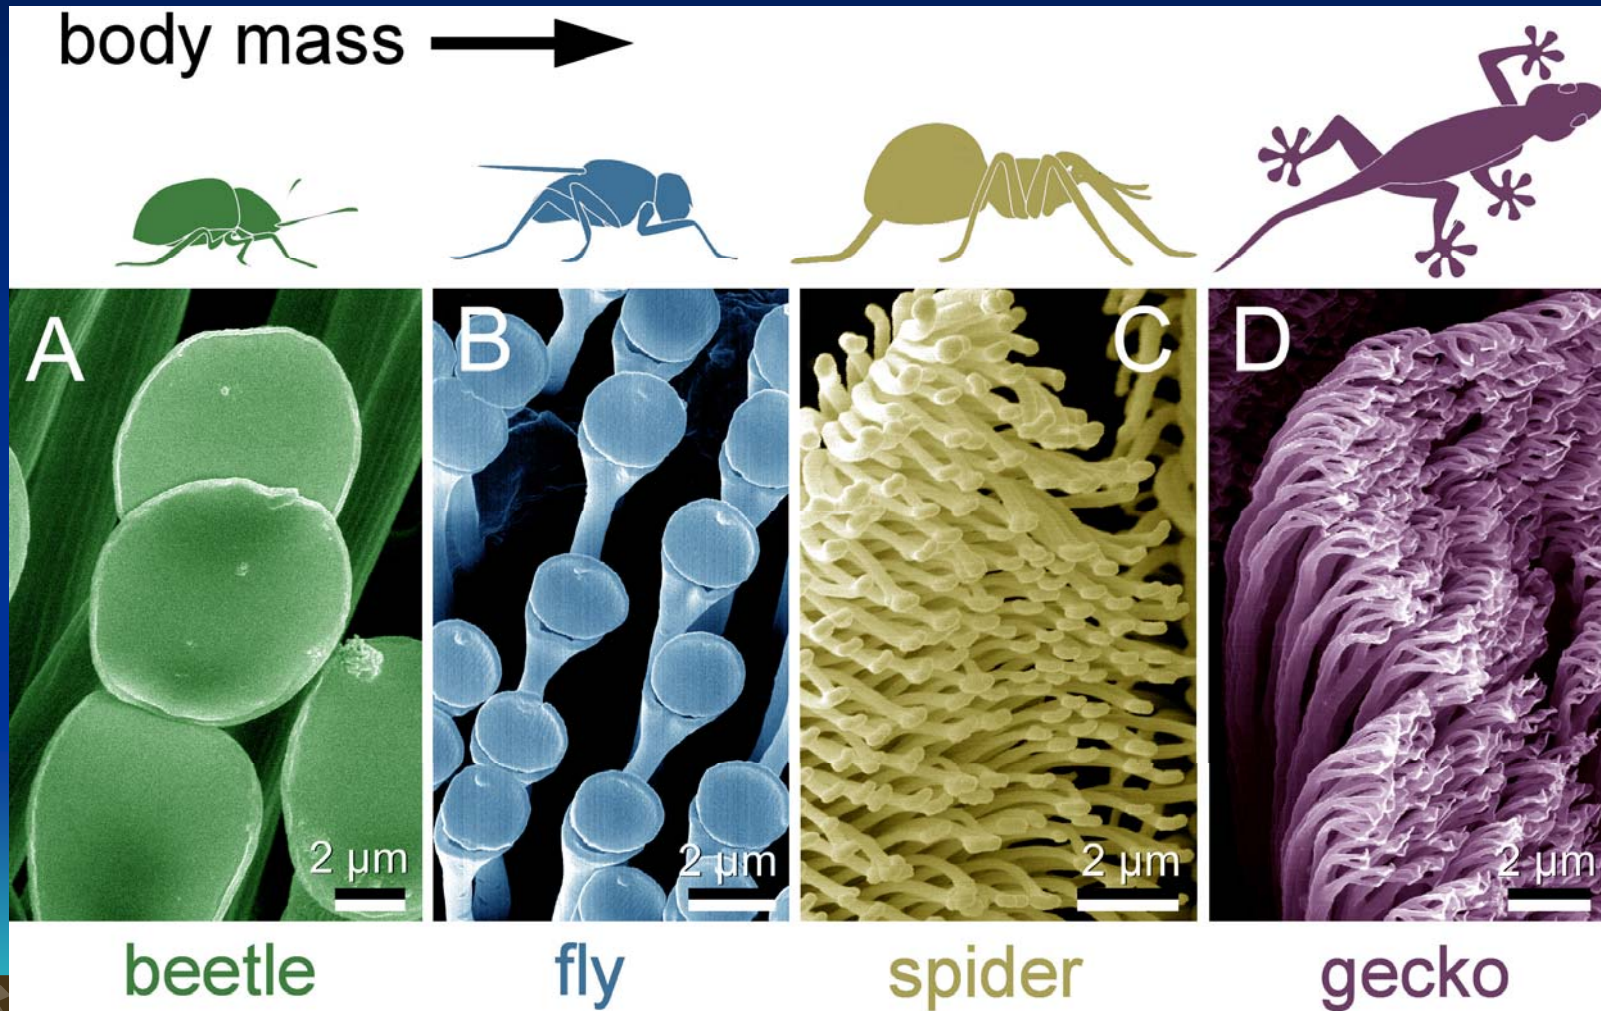 body mass
A
B
C
D
2 µm
2 µm
2 µm
2 µm
beetle
fly
spider
gecko